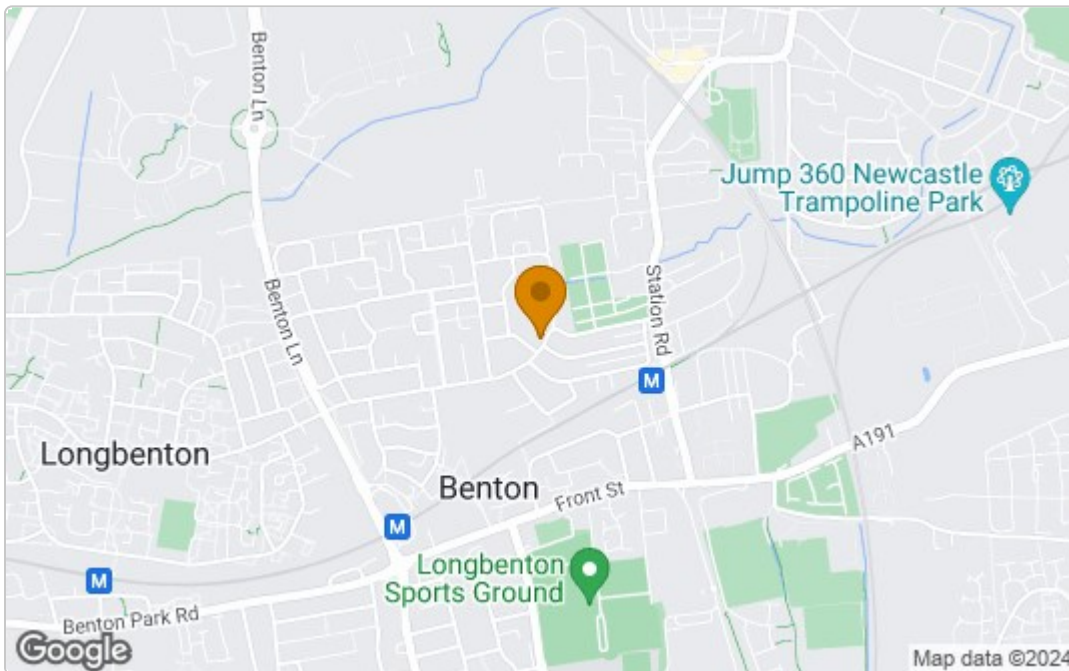 Benton Ln
Jump 360 Newcastle
Trampoline Park
Station Rd
Benton Ln
M
A191
Longbenton
Benton
Front St
M
Longbenton
Sports Ground
M
Benton Park Rd
Google
Map data ©2024